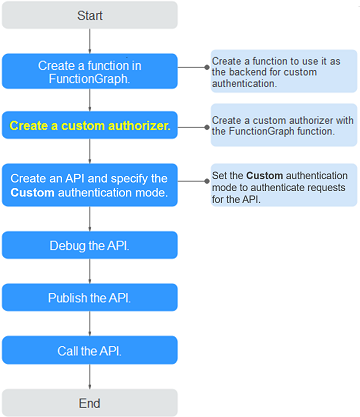 Start
Create a function in
FunctionGraph.
Create a function to use it as
the backend for custom
authentication.
Create a custom authorizer.
Create a custom authorizer with
the FunctionGraph function.
Create an API and specify the
Custom authentication mode.
Set the Custom authentication
mode to authenticate requests
for the API.
Debug the API.
Publish the API.
Call the API.
End